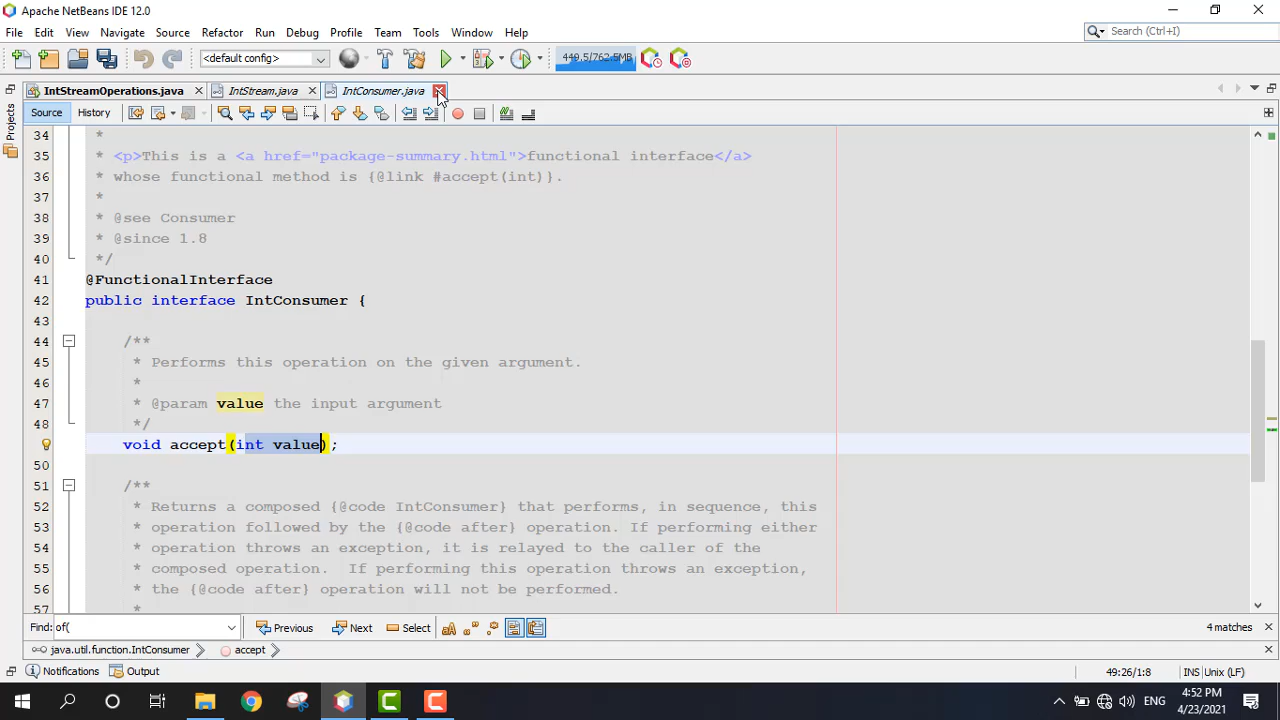 Apache NetBeans IDE 12.0
File Edit View Navigate Source Refactor Run Debug Profile Team Tools Window Help
Search (Ctrl+I)
<default config>
449.5/762.5MB
IntStreamOperations.java IntStream.java IntConsumer.java
Source History
Projects
34 *
35 * <p>This is a <a href="package-summary.html">functional interface</a>
36 * whose functional method is {@link #accept(int)}.
37 *
38 * @see Consumer
39 * @since 1.8
40 */
41 @FunctionalInterface
42 public interface IntConsumer {
43
44 /**
45 * Performs this operation on the given argument.
46 *
47 * @param value the input argument
48 */
void accept(int value);
50
51 /**
52 * Returns a composed {@code IntConsumer} that performs, in sequence, this
53 * operation followed by the {@code after} operation. If performing either
54 * operation throws an exception, it is relayed to the caller of the
55 * composed operation.  If performing this operation throws an exception,
56 * the {@code after} operation will not be performed.
57 *
Find: of( Previous Next Select 4 matches
java.util.function.IntConsumer accept
Notifications Output 49:26/1:8 INS Unix (LF)
ENG
4:52 PM
4/23/2021